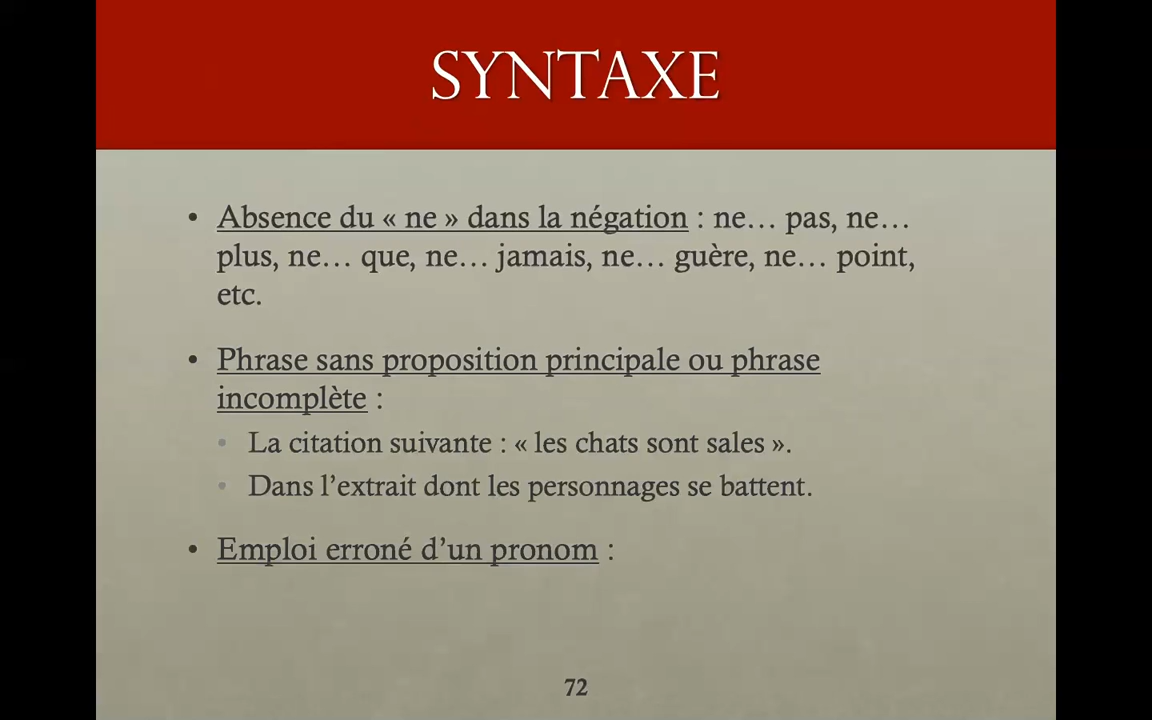 SYNTAXE
• Absence du « ne » dans la négation : ne… pas, ne…
plus, ne… que, ne… jamais, ne… guère, ne… point,
etc.
• Phrase sans proposition principale ou phrase
incomplète :
• La citation suivante : « les chats sont sales ».
• Dans l’extrait dont les personnages se battent.
• Emploi erroné d’un pronom :
72